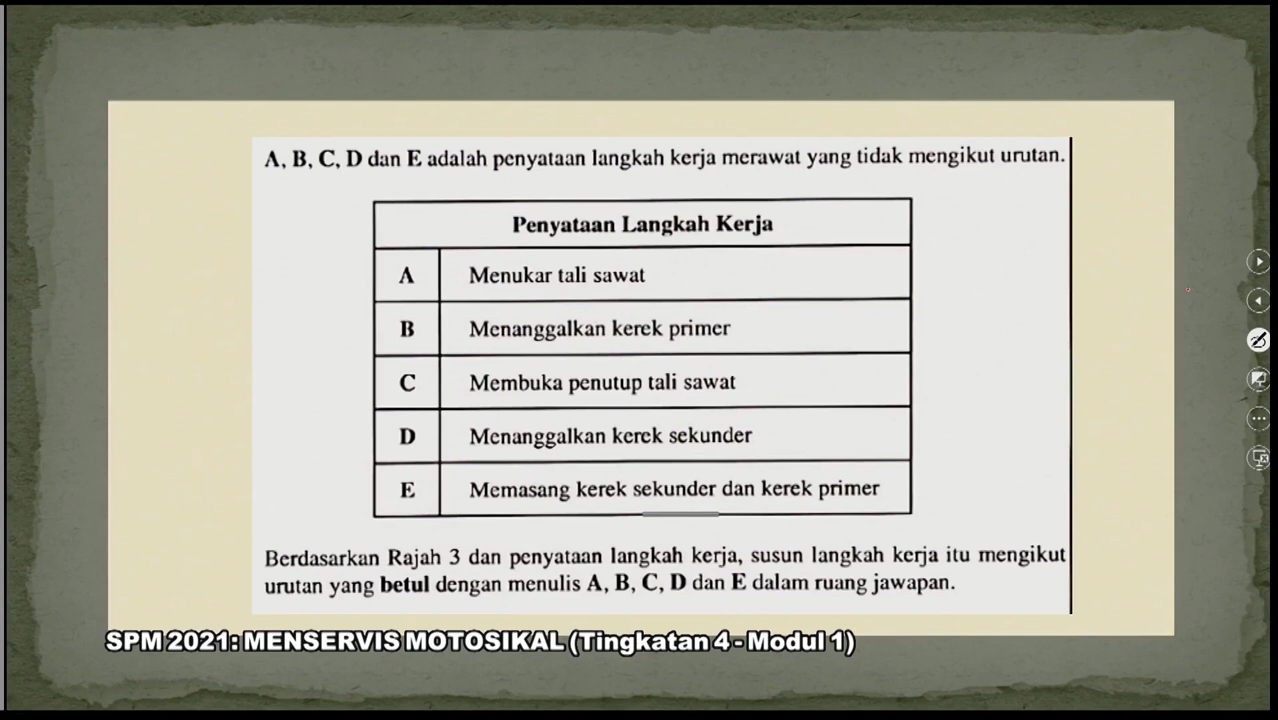 A, B, C, D dan E adalah penyataan langkah kerja merawat yang tidak mengikut urutan.
Penyataan Langkah Kerja
A Menukar tali sawat
B Menanggalkan kerek primer
C Membuka penutup tali sawat
D Menanggalkan kerek sekunder
E Memasang kerek sekunder dan kerek primer
Berdasarkan Rajah 3 dan penyataan langkah kerja, susun langkah kerja itu mengikut
urutan yang betul dengan menulis A, B, C, D dan E dalam ruang jawapan.
SPM 2021: MENSERVIS MOTOSIKAL (Tingkatan 4 - Modul 1)